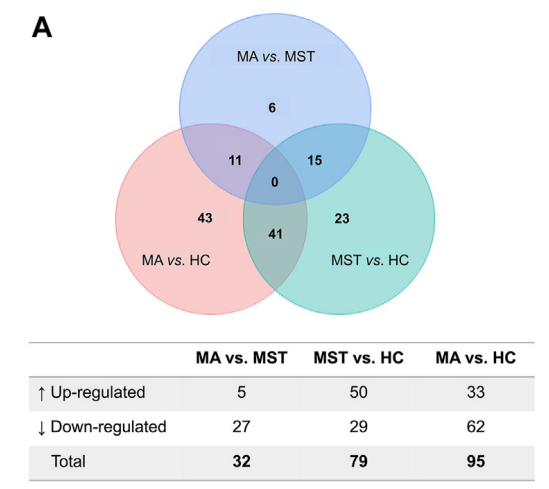 A
MA vs. MST
6
11
15
0
43
23
41
MA vs. HC
MST vs. HC
MA vs. MST MST vs. HC MA vs. HC
↑ Up-regulated 5 50 33
↓ Down-regulated 27 29 62
Total 32 79 95